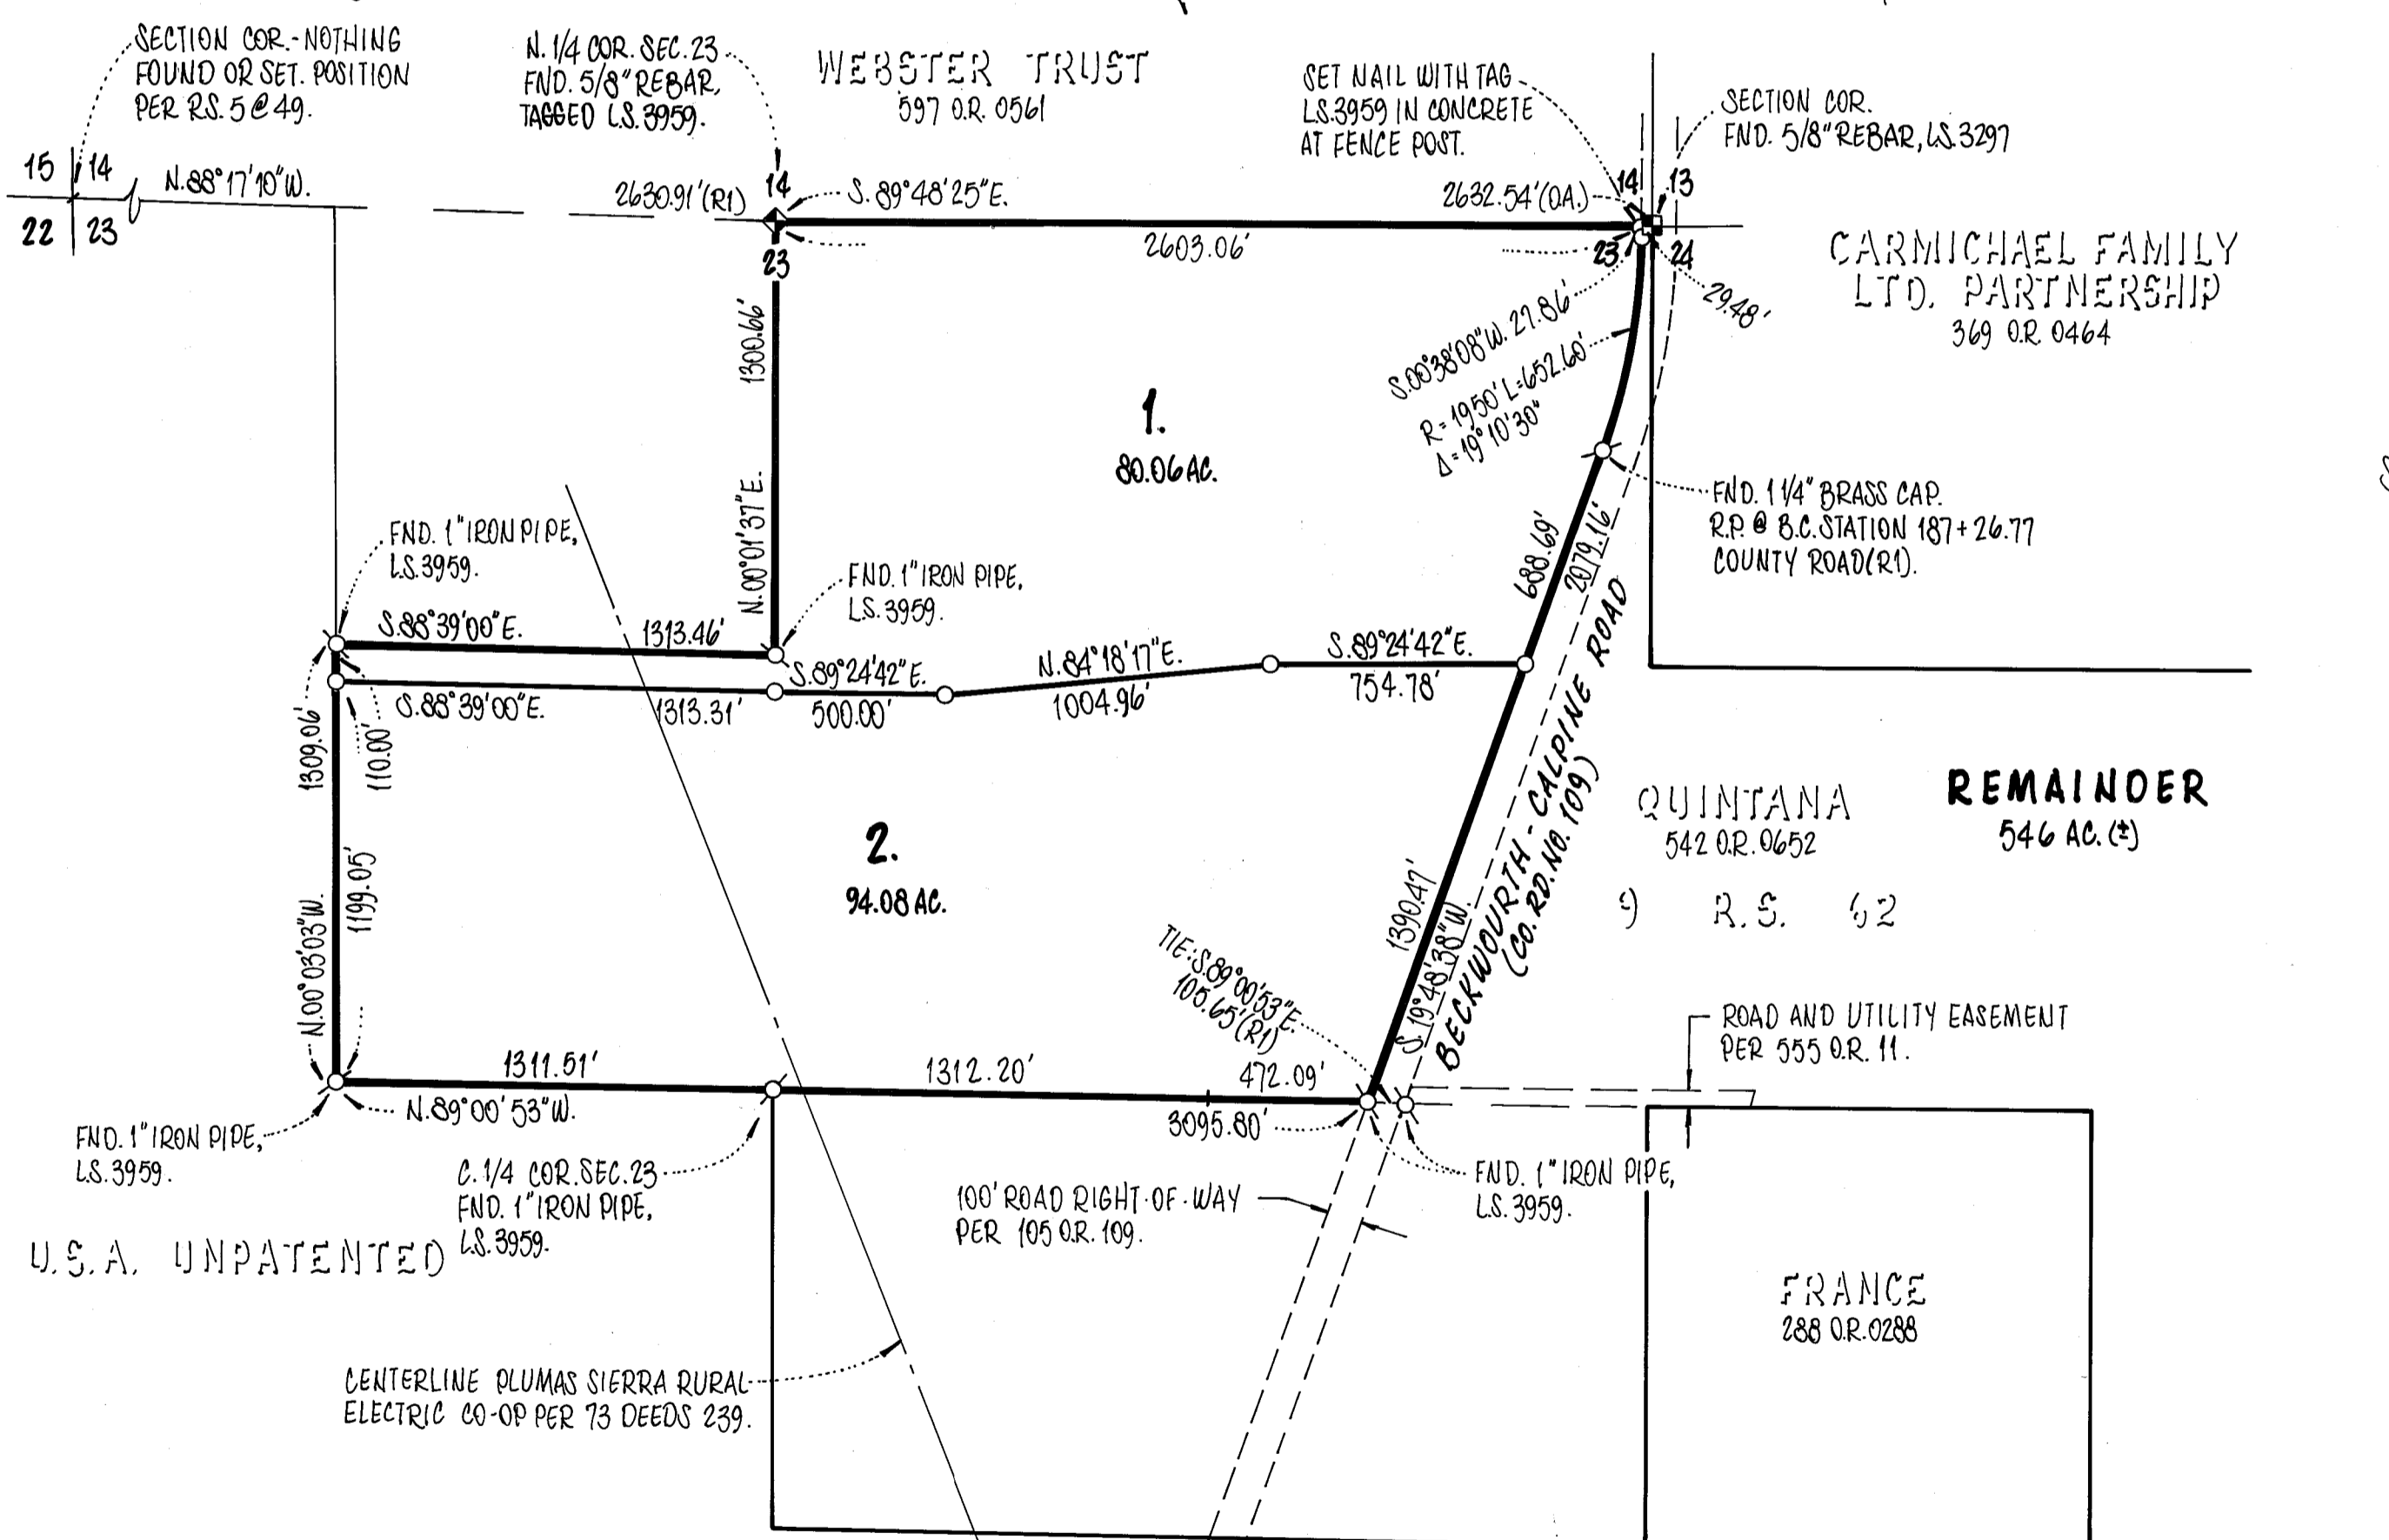 SECTION COR.-NOTHING
FOUND OR SET. POSITION
PER RS. 5 @ 49.
N. 1/4 COR. SEC. 23
FND. 5/8" REBAR,
TAGGED L.S. 3959.
WEBSTER TRUST
597 O.R. 0561
SET NAIL WITH TAG
LS.3959 IN CONCRETE
AT FENCE POST.
SECTION COR.
FND. 5/8" REBAR, LS. 3297
15 14
22 23
N.88°17'10"W.
2630.91'(R1)
14
23
S.89°48'25"E.
2632.54'(OA.)
2603.06'
14 13
23 24
29.48'
CARMICHAEL FAMILY
LTD. PARTNERSHIP
369 O.R. 0464
1300.66'
N.00°01'37"E.
S.00°38'08"W. 27.86'
R=1950' L=652.60'
Δ=19°10'30"
1.
80.06 AC.
FND. 1 1/4" BRASS CAP.
R.P. @ B.C. STATION 187+26.77
COUNTY ROAD(R1).
FND. 1" IRON PIPE,
L.S. 3959.
FND. 1" IRON PIPE,
L.S. 3959.
688.69'
2079.16'
S.88°39'00"E.
1313.46'
S.89°24'42"E.
N.84°18'17"E.
S.89°24'42"E.
S.88°39'00"E.
1313.31'
500.00'
1004.96'
754.78'
1309.06'
110.00'
1199.05'
N.00°03'03"W.
2.
94.08 AC.
1390.47'
S.19°48'38"W.
BECKWOURTH - CALPINE ROAD
(CO. RD. NO. 109)
QUINTANA
542 O.R. 0652
REMAINDER
546 AC. (±)
9 R.S. 62
TIE: S.89°00'53"E.
105.65'(R1)
ROAD AND UTILITY EASEMENT
PER 555 O.R. 11.
1311.51'
1312.20'
472.09'
N.89°00'53"W.
3095.80'
FND. 1" IRON PIPE,
L.S. 3959.
C. 1/4 COR. SEC. 23
FND. 1" IRON PIPE,
L.S. 3959.
100' ROAD RIGHT-OF-WAY
PER 105 O.R. 109.
FND. 1" IRON PIPE,
L.S. 3959.
U.S.A. UNPATENTED
FRANCE
288 O.R. 0288
CENTERLINE PLUMAS SIERRA RURAL
ELECTRIC CO-OP PER 73 DEEDS 239.